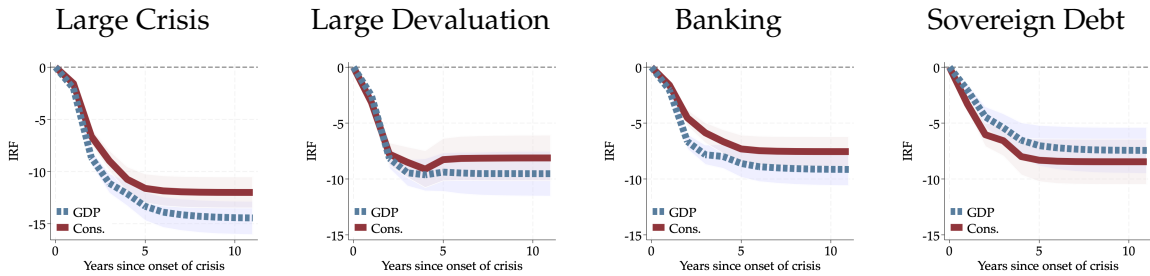 Large Crisis
0
-5
-10
-15
IRF
GDP
Cons.
0 5 10
Years since onset of crisis
Large Devaluation
0
-5
-10
-15
IRF
GDP
Cons.
0 5 10
Years since onset of crisis
Banking
0
-5
-10
-15
IRF
GDP
Cons.
0 5 10
Years since onset of crisis
Sovereign Debt
0
-5
-10
-15
IRF
GDP
Cons.
0 5 10
Years since onset of crisis